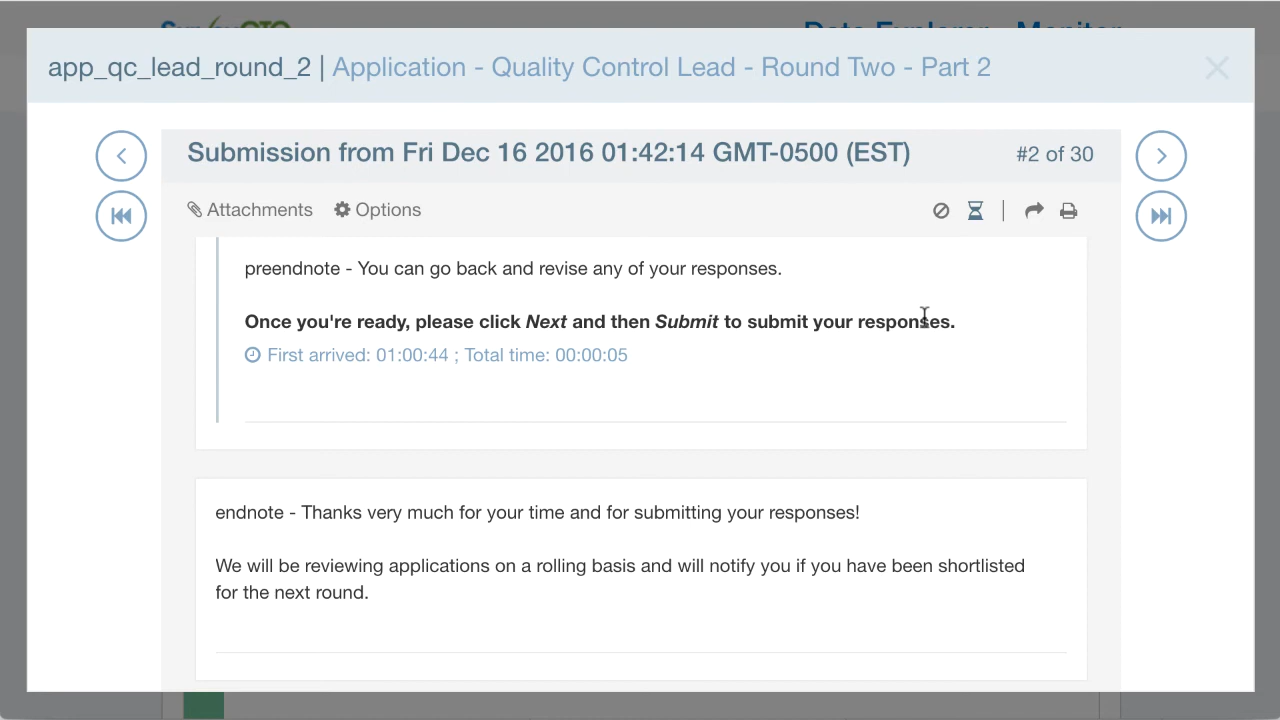 app_qc_lead_round_2 | Application - Quality Control Lead - Round Two - Part 2
Submission from Fri Dec 16 2016 01:42:14 GMT-0500 (EST)
#2 of 30
Attachments
Options
preendnote - You can go back and revise any of your responses.
Once you're ready, please click Next and then Submit to submit your responses.
First arrived: 01:00:44 ; Total time: 00:00:05
endnote - Thanks very much for your time and for submitting your responses!
We will be reviewing applications on a rolling basis and will notify you if you have been shortlisted
for the next round.